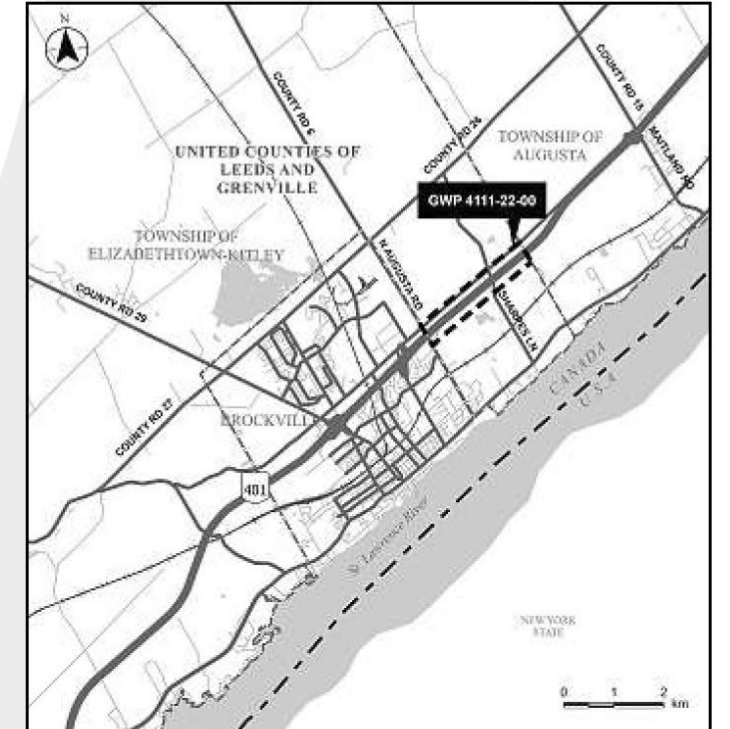 N
COUNTY RD 6
COUNTY RD 15
UNITED COUNTIES OF
LEEDS AND
GRENVILLE
COUNTY RD 26
TOWNSHIP OF
AUGUSTA
MAITLAND RD
GWP 4111-22-00
TOWNSHIP OF
ELIZABETHTOWN-KITLEY
N AUGUSTA RD
COUNTY RD 29
SHARPES LN
CANADA
U.S.A
COUNTY RD 27
BROCKVILLE
401
St. Lawrence River
NEW YORK
STATE
0 1 2
km